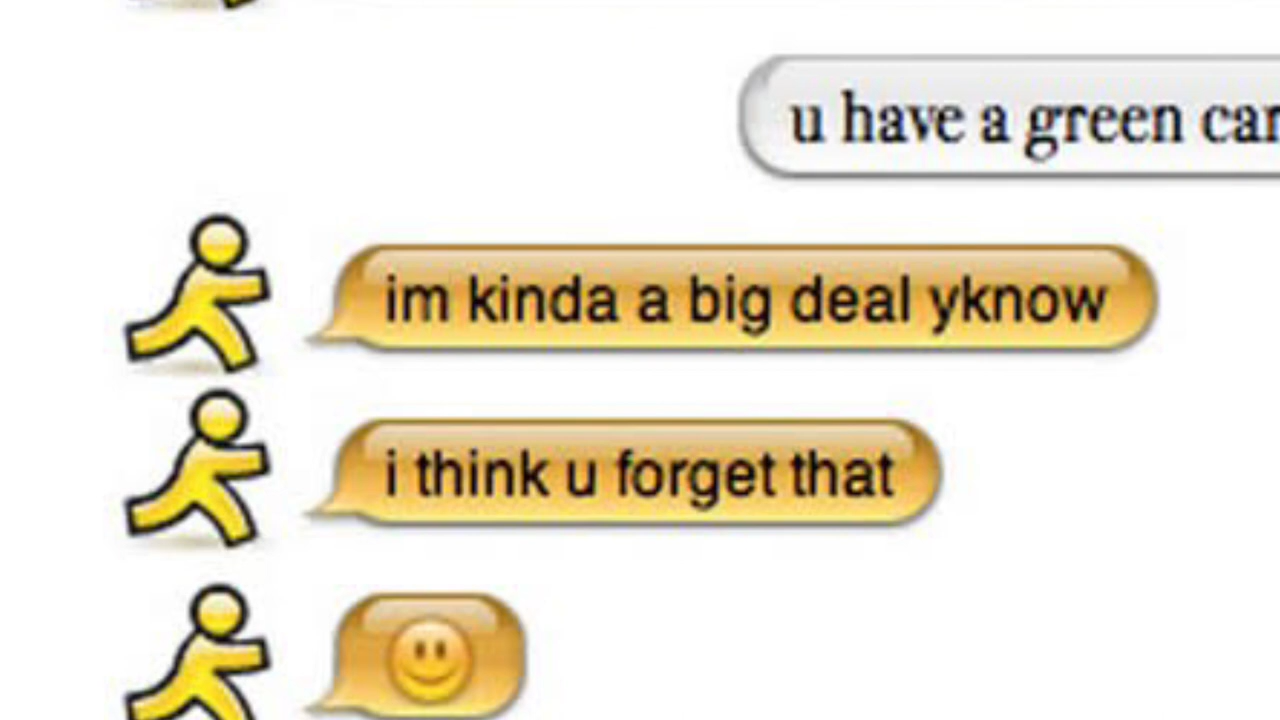 u have a green
im kinda a big deal yknow
i think u forget that